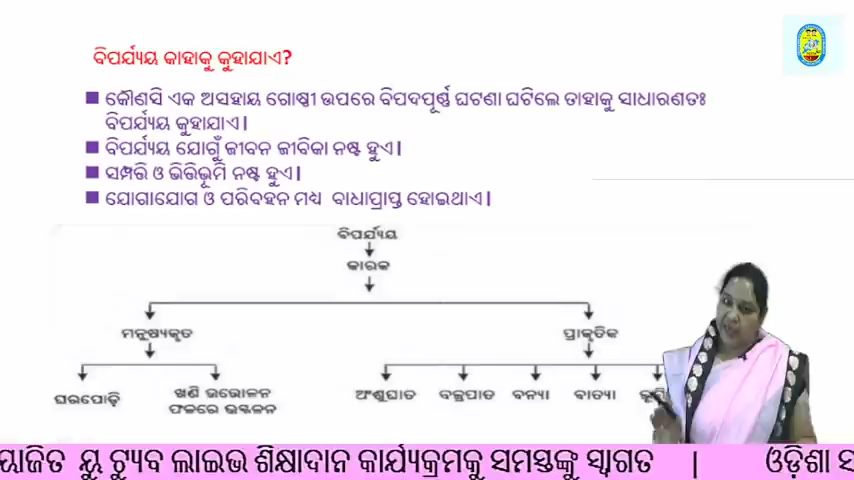 ବିପର୍ଯ୍ୟୟ କାହାକୁ କୁହାଯାଏ?
■ କୌଣସି ଏକ ଅସହାୟ ଗୋଷ୍ଠୀ ଉପରେ ବିପଦପୂର୍ଣ୍ଣ ଘଟଣା ଘଟିଲେ ତାହାକୁ ସାଧାରଣତଃ
ବିପର୍ଯ୍ୟୟ କୁହାଯାଏ।
■ ବିପର୍ଯ୍ୟୟ ଯୋଗୁଁ ଜୀବନ ଜୀବିକା ନଷ୍ଟ ହୁଏ।
■ ସମ୍ପତ୍ତି ଓ ଭିତ୍ତିଭୂମି ନଷ୍ଟ ହୁଏ।
■ ଯୋଗାଯୋଗ ଓ ପରିବହନ ମଧ୍ୟ ବାଧାପ୍ରାପ୍ତ ହୋଇଥାଏ।
ବିପର୍ଯ୍ୟୟ
କାରକ
ମନୁଷ୍ୟକୃତ ପ୍ରାକୃତିକ
ଘରପୋଡ଼ି ଖଣି ଉତ୍ତୋଳନ ଅଂଶୁଘାତ ବଜ୍ରପାତ ବନ୍ୟା ବାତ୍ୟା
ଫଳରେ ଭୂସ୍ଖଳନ
ୟୋଜିତ ୟୁ ଟ୍ୟୁବ ଲାଇଭ ଶିକ୍ଷାଦାନ କାର୍ଯ୍ୟକ୍ରମକୁ ସମସ୍ତଙ୍କୁ ସ୍ୱାଗତ | ଓଡ଼ିଶା ସ